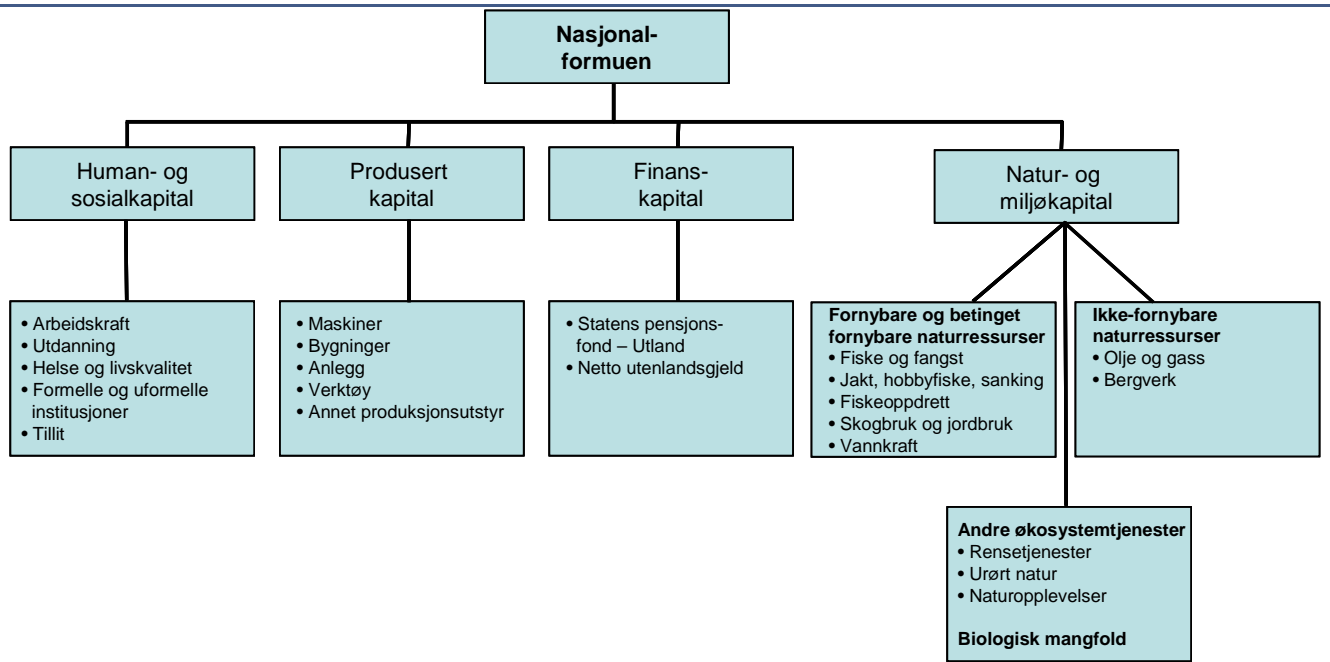 Nasjonal-
formuen
Human- og
sosialkapital
Produsert
kapital
Finans-
kapital
Natur- og
miljøkapital
• Arbeidskraft
• Utdanning
• Helse og livskvalitet
• Formelle og uformelle
institusjoner
• Tillit
• Maskiner
• Bygninger
• Anlegg
• Verktøy
• Annet produksjonsutstyr
• Statens pensjons-
fond – Utland
• Netto utenlandsgjeld
Fornybare og betinget
fornybare naturressurser
• Fiske og fangst
• Jakt, hobbyfiske, sanking
• Fiskeoppdrett
• Skogbruk og jordbruk
• Vannkraft
Ikke-fornybare
naturressurser
• Olje og gass
• Bergverk
Andre økosystemtjenester
• Rensetjenester
• Urørt natur
• Naturopplevelser
Biologisk mangfold